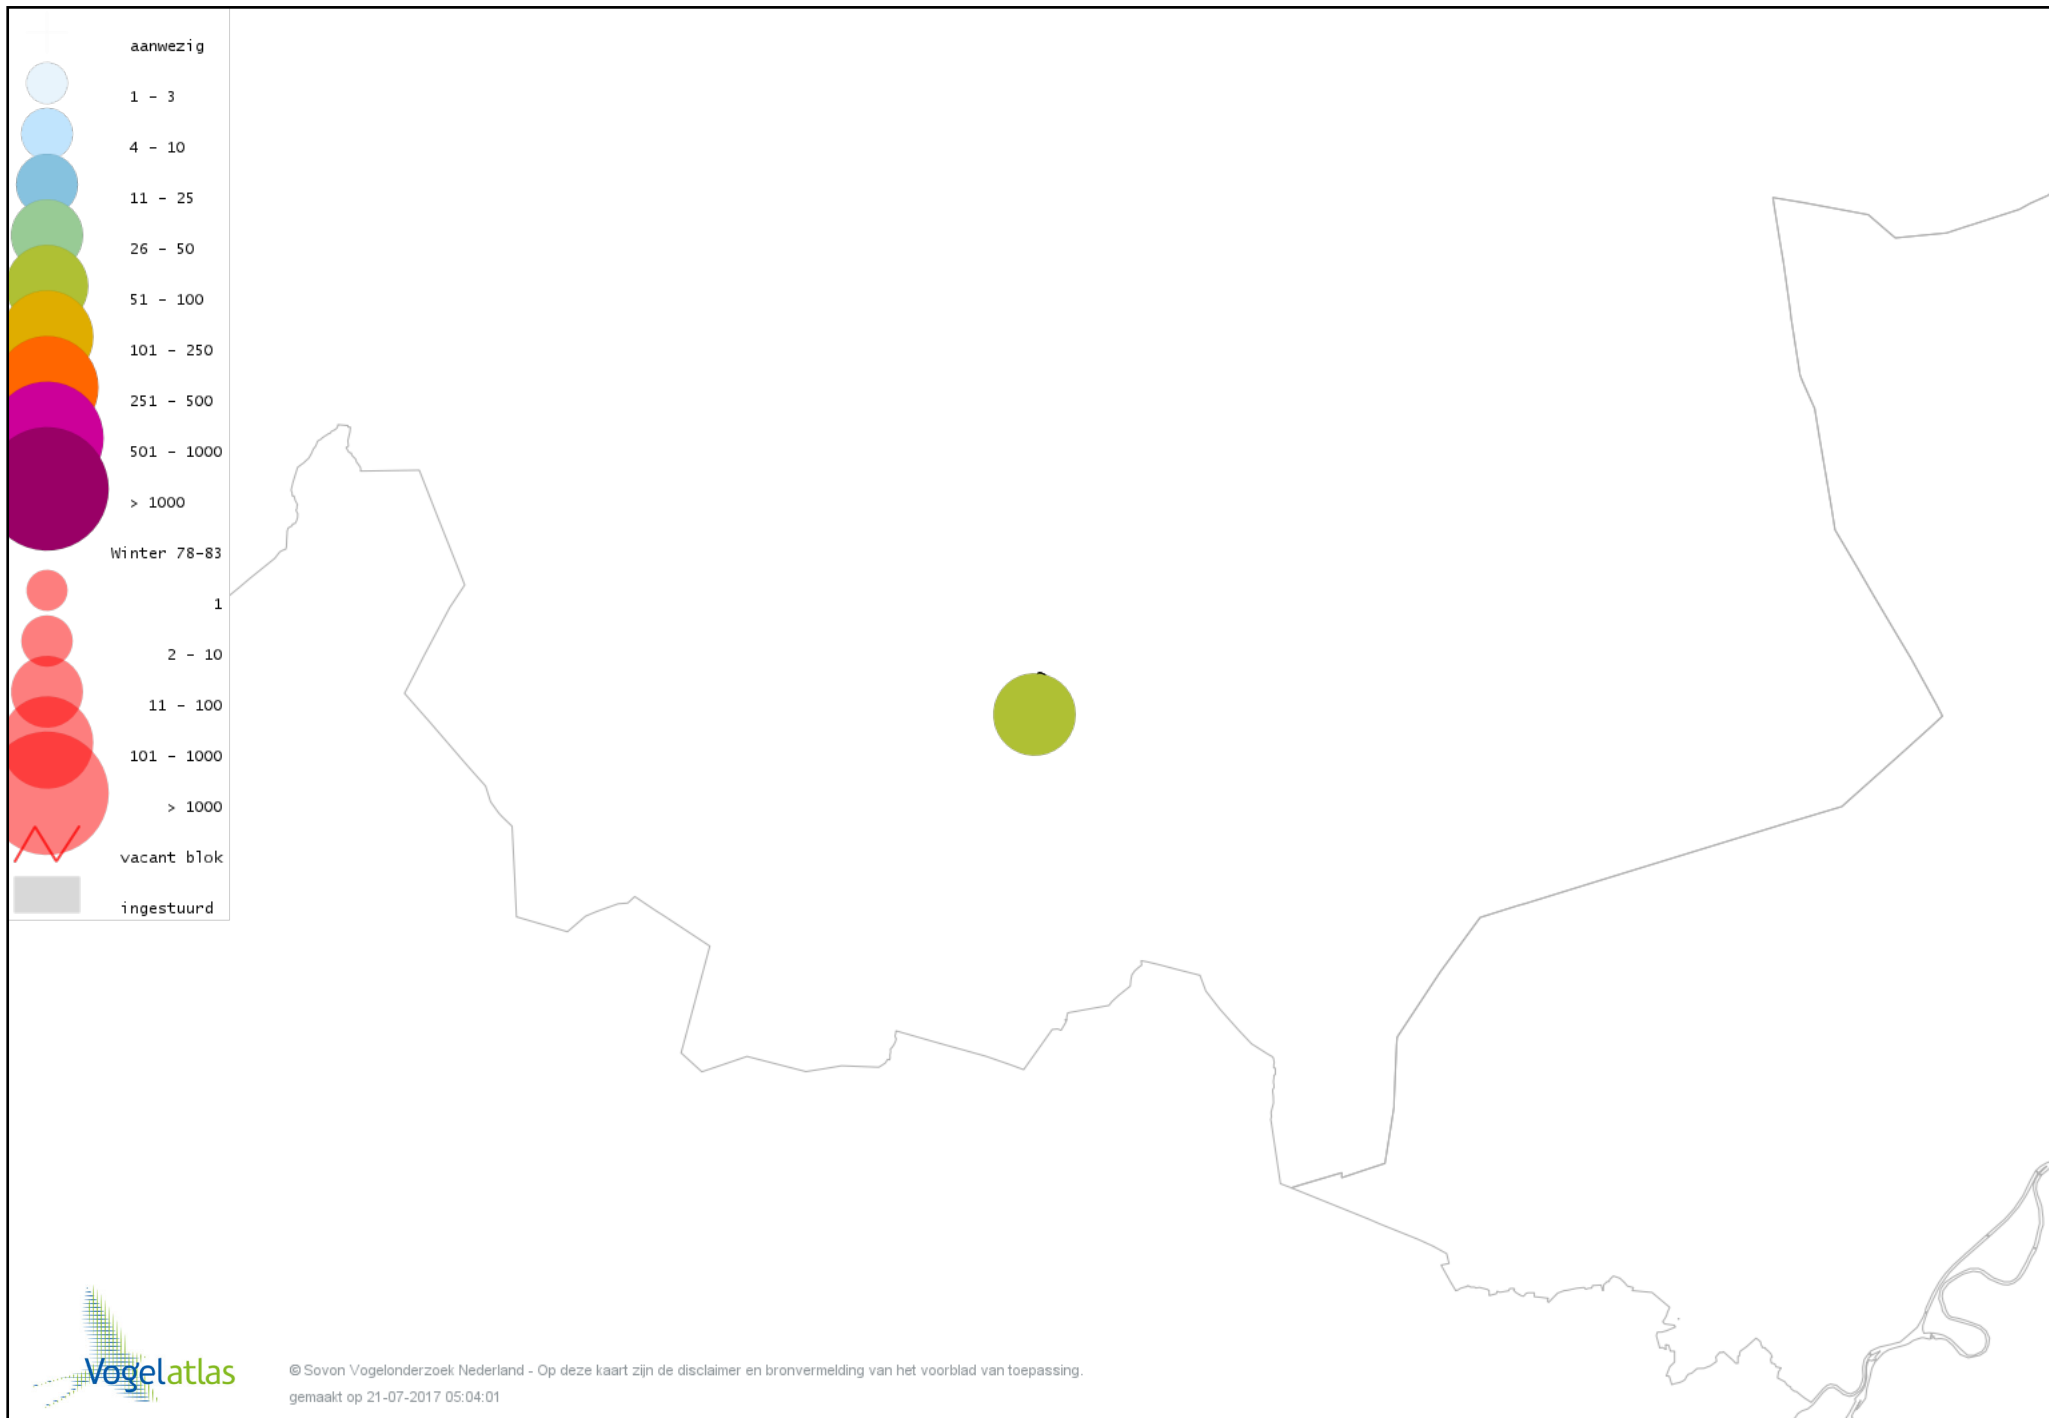 aanwezig
1 - 3
4 - 10
11 - 25
26 - 50
51 - 100
101 - 250
251 - 500
501 - 1000
> 1000
Winter 78-83
1
2 - 10
11 - 100
101 - 1000
> 1000
vacant blok
ingestuurd
Vogelatlas
© Sovon Vogelonderzoek Nederland - Op deze kaart zijn de disclaimer en bronvermelding van het voorblad van toepassing.
gemaakt op 21-07-2017 05:04:01